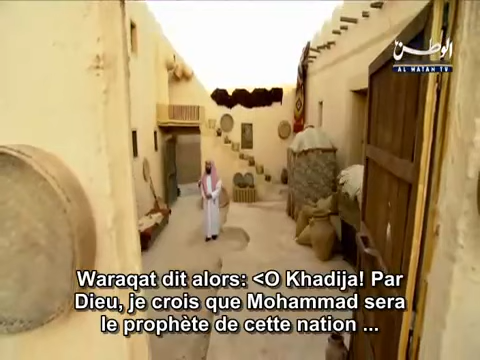 الوطن
AL WATAN TV
Waraqat dit alors: <O Khadija! Par
Dieu, je crois que Mohammad sera
le prophète de cette nation ...